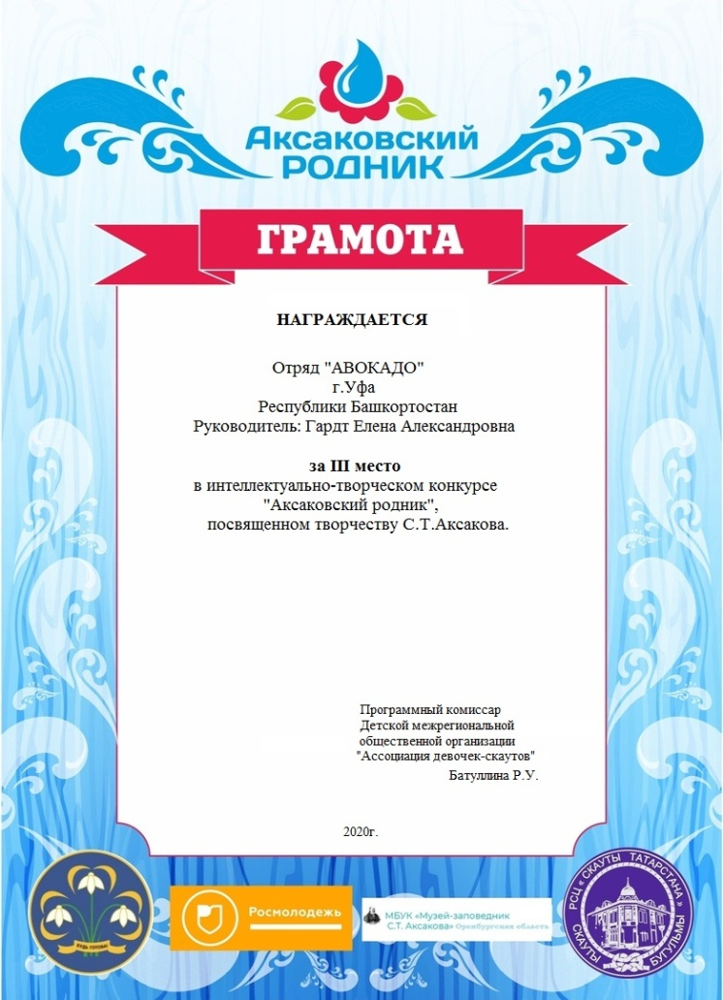 Аксаковский
РОДНИК
ГРАМОТА
НАГРАЖДАЕТСЯ
Отряд "АВОКАДО"
г.Уфа
Республики Башкортостан
Руководитель: Гардт Елена Александровна
за III место
в интеллектуально-творческом конкурсе
"Аксаковский родник",
посвященном творчеству С.Т.Аксакова.
Программный комиссар
Детской межрегиональной
общественной организации
"Ассоциация девочек-скаутов"
Батуллина Р.У.
2020г.
БУДЬ ГОТОВА!
Росмолодежь
МБУК «Музей-заповедник
С.Т. Аксакова» Оренбургская область
РСЦ « СКАУТЫ ТАТАРСТАНА »
СКАУТЫ БУГУЛЬМЫ